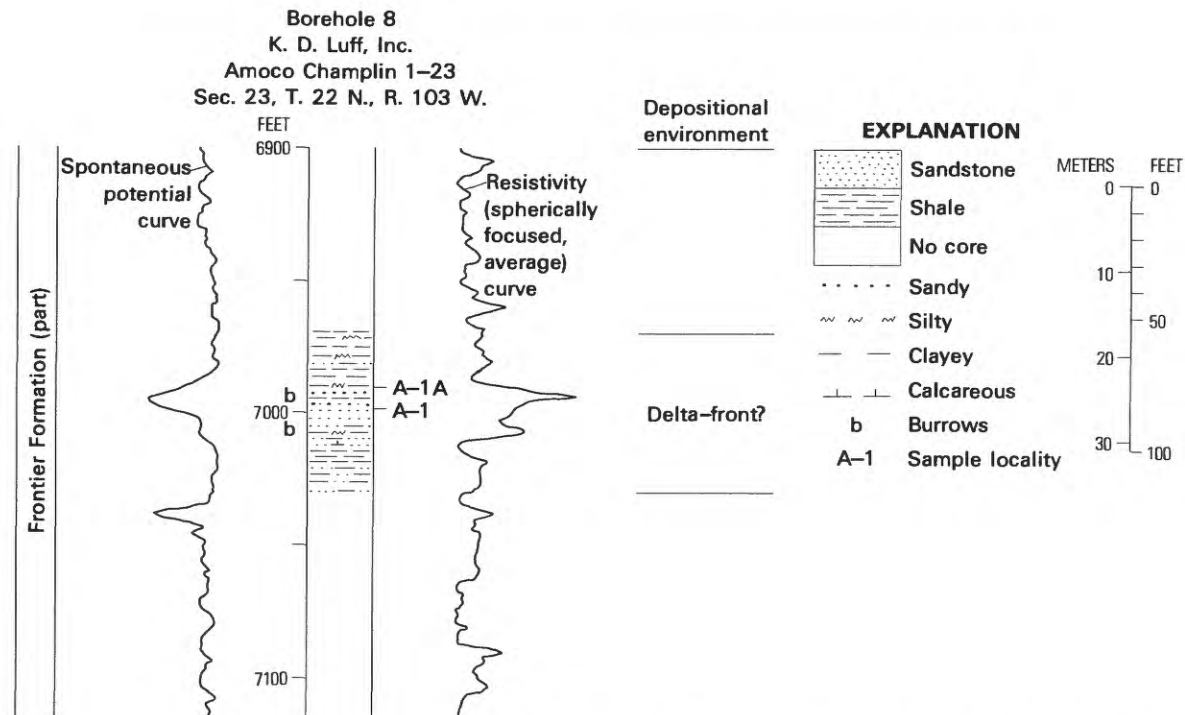 Borehole 8
K. D. Luff, Inc.
Amoco Champlin 1–23
Sec. 23, T. 22 N., R. 103 W.
FEET
6900
7000
7100
Frontier Formation (part)
Spontaneous
potential
curve
b
b
A–1A
A–1
Resistivity
(spherically
focused,
average)
curve
Depositional
environment
Delta–front?
EXPLANATION
Sandstone
Shale
No core
Sandy
Silty
Clayey
Calcareous
b Burrows
A–1 Sample locality
METERS FEET
0 0
10
50
20
30 100